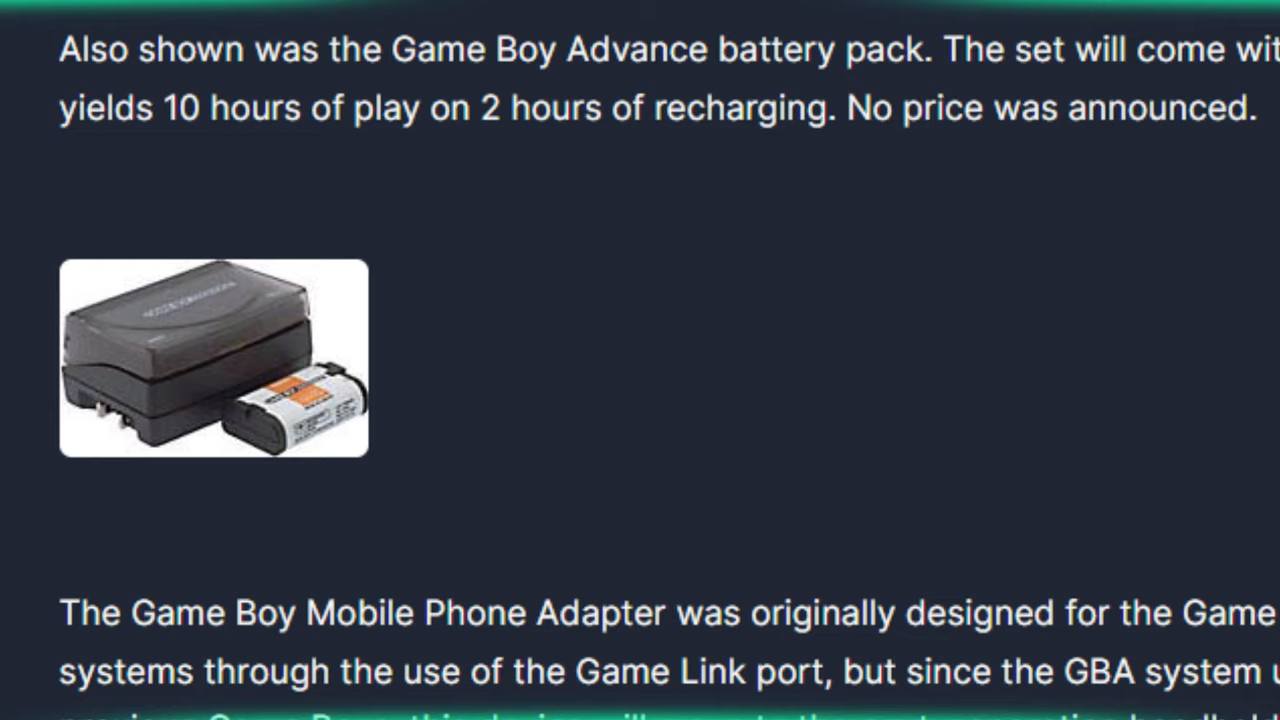 Also shown was the Game Boy Advance battery pack. The set will come
yields 10 hours of play on 2 hours of recharging. No price was announced.
The Game Boy Mobile Phone Adapter was originally designed for the Game
systems through the use of the Game Link port, but since the GBA system